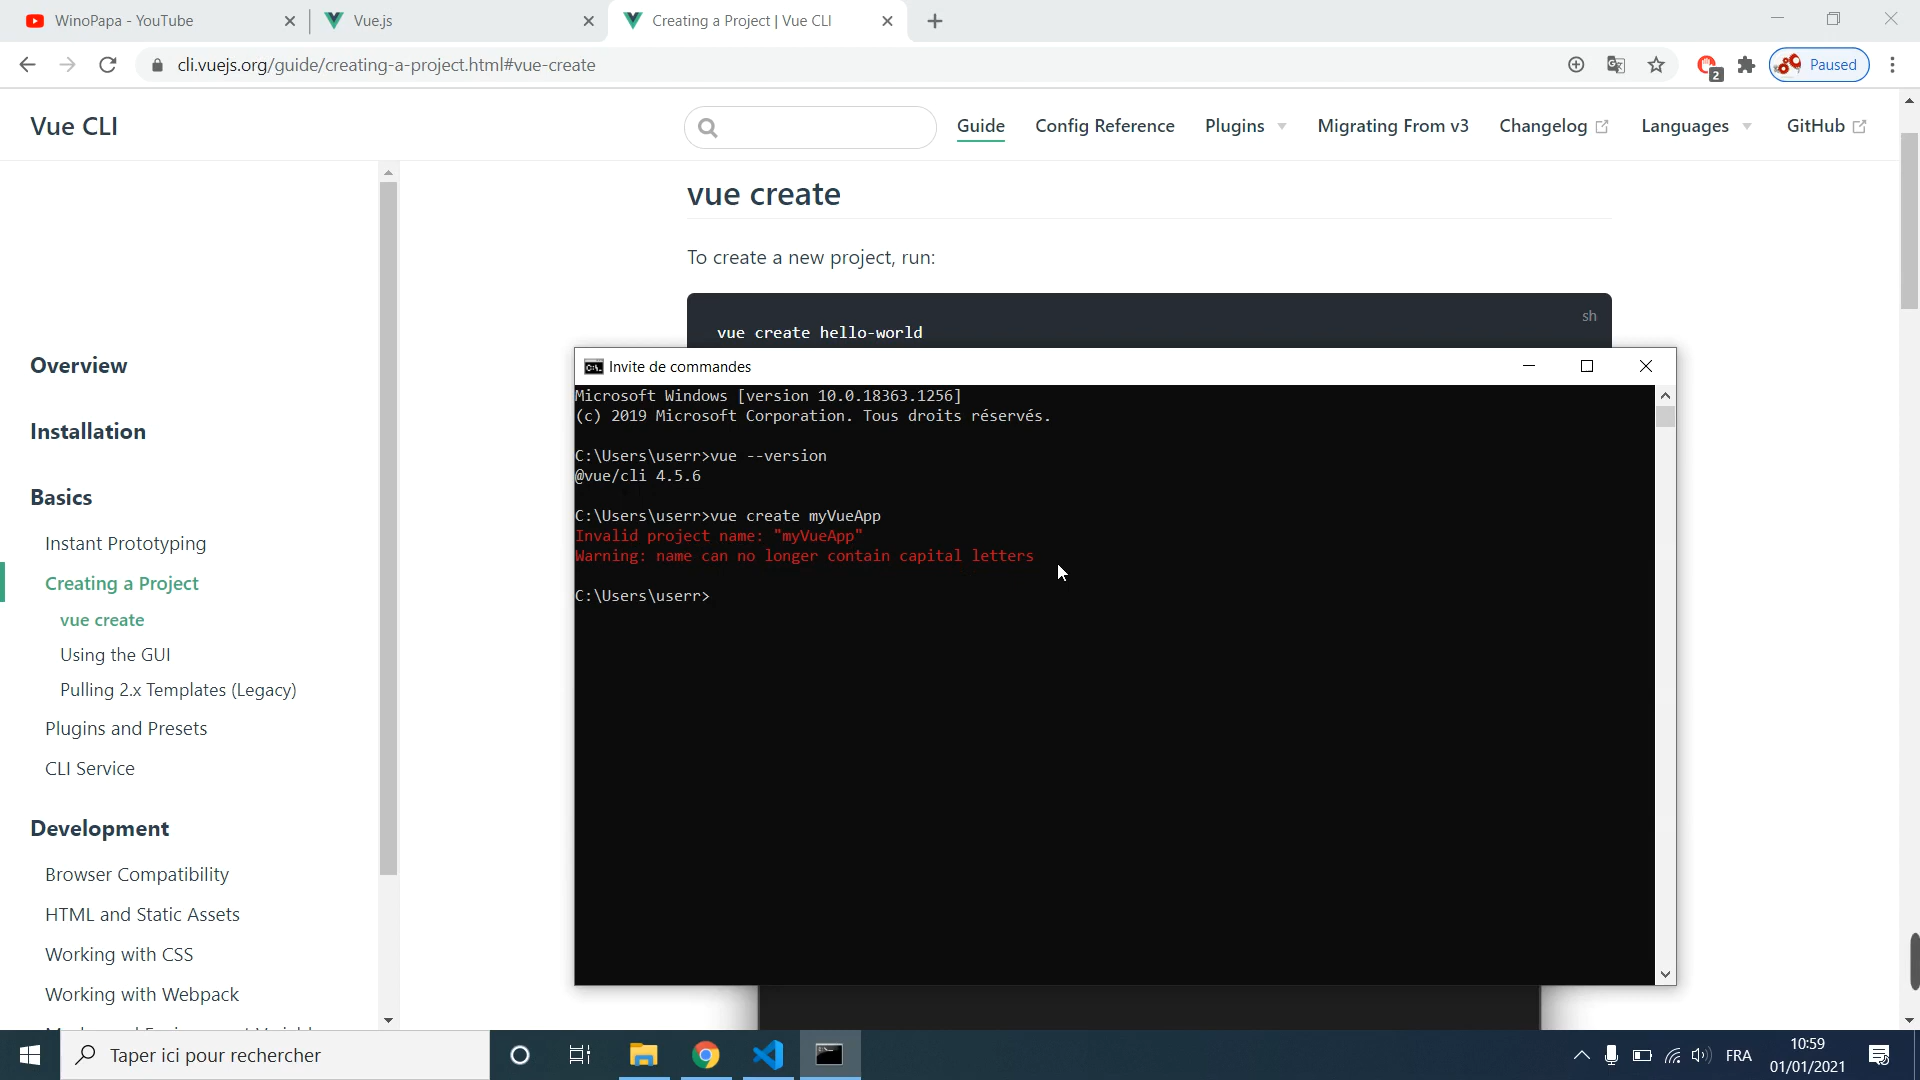 WinoPapa - YouTube
Vue.js
Creating a Project | Vue CLI
cli.vuejs.org/guide/creating-a-project.html#vue-create
2
Paused
Vue CLI
Guide
Config Reference
Plugins
Migrating From v3
Changelog
Languages
GitHub
Overview
Installation
Basics
Instant Prototyping
Creating a Project
vue create
Using the GUI
Pulling 2.x Templates (Legacy)
Plugins and Presets
CLI Service
Development
Browser Compatibility
HTML and Static Assets
Working with CSS
Working with Webpack
vue create
To create a new project, run:
sh
vue create hello-world
Invite de commandes
Microsoft Windows [version 10.0.18363.1256]
(c) 2019 Microsoft Corporation. Tous droits réservés.
C:\Users\userr>vue --version
@vue/cli 4.5.6
C:\Users\userr>vue create myVueApp
Invalid project name: "myVueApp"
Warning: name can no longer contain capital letters
C:\Users\userr>
Taper ici pour rechercher
FRA
10:59
01/01/2021